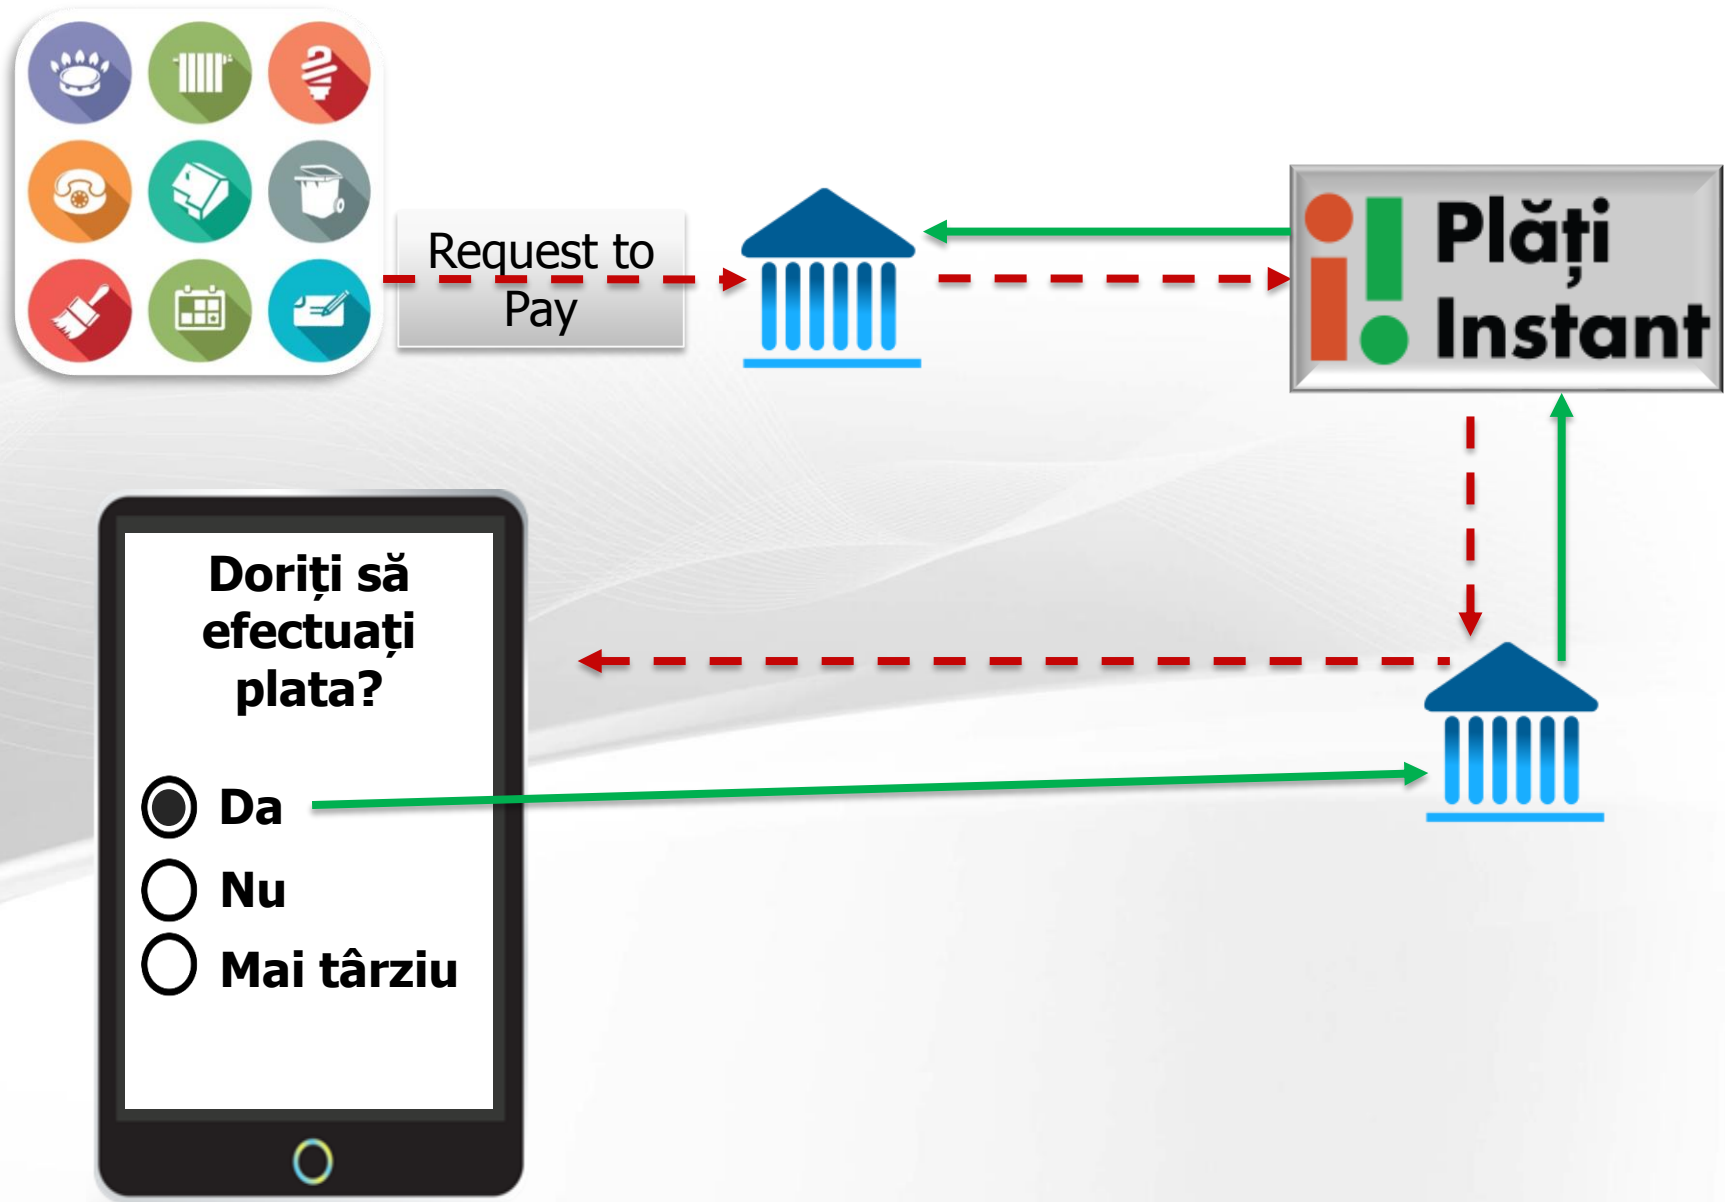 Request to
Pay
Plăți
Instant
Doriți să
efectuați
plata?
Da
Nu
Mai târziu